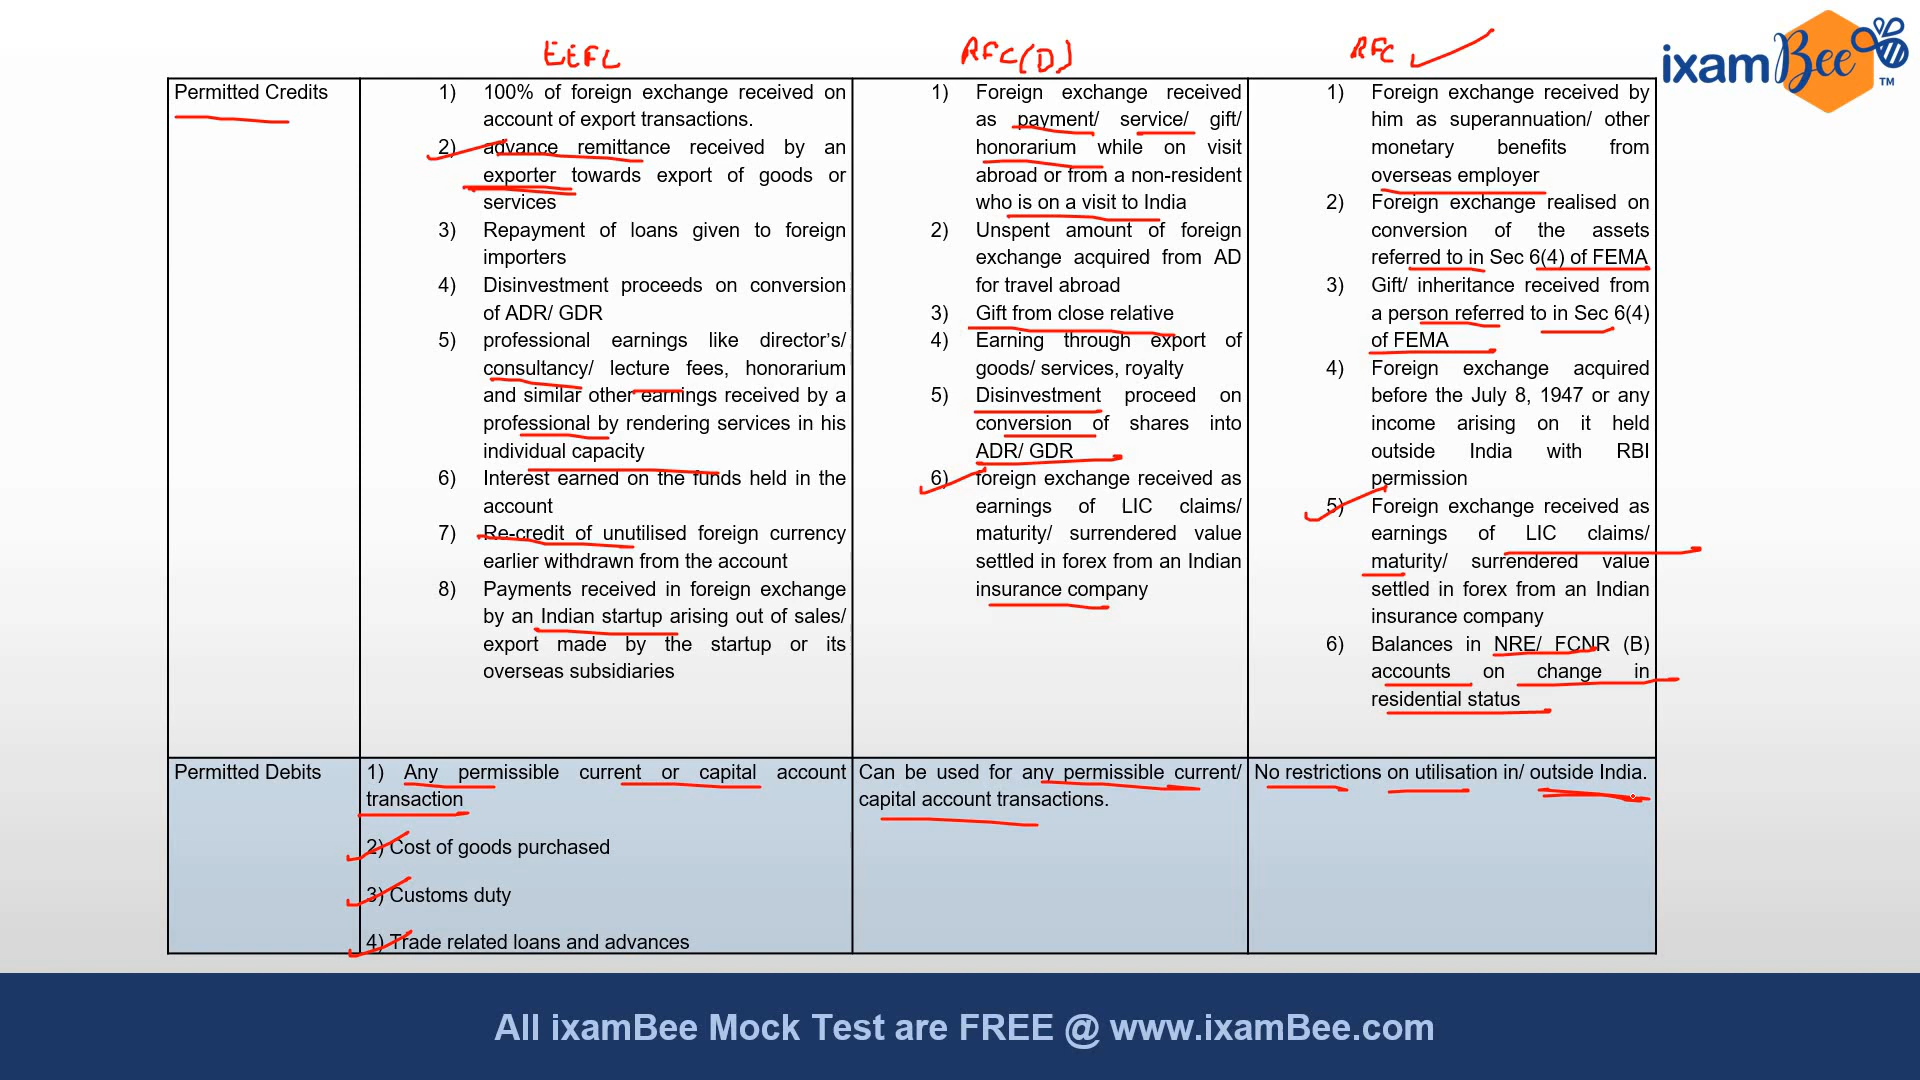 EEFC
RFC(D)
RFC
ixamBee
TM
Permitted Credits
1) 100% of foreign exchange received on
account of export transactions.
2) advance remittance received by an
exporter towards export of goods or
services
3) Repayment of loans given to foreign
importers
4) Disinvestment proceeds on conversion
of ADR/ GDR
5) professional earnings like director's/
consultancy/ lecture fees, honorarium
and similar other earnings received by a
professional by rendering services in his
individual capacity
6) Interest earned on the funds held in the
account
7) Re-credit of unutilised foreign currency
earlier withdrawn from the account
8) Payments received in foreign exchange
by an Indian startup arising out of sales/
export made by the startup or its
overseas subsidiaries
1) Foreign exchange received
as payment/ service/ gift/
honorarium while on visit
abroad or from a non-resident
who is on a visit to India
2) Unspent amount of foreign
exchange acquired from AD
for travel abroad
3) Gift from close relative
4) Earning through export of
goods/ services, royalty
5) Disinvestment proceed on
conversion of shares into
ADR/ GDR
6) foreign exchange received as
earnings of LIC claims/
maturity/ surrendered value
settled in forex from an Indian
insurance company
1) Foreign exchange received by
him as superannuation/ other
monetary benefits from
overseas employer
2) Foreign exchange realised on
conversion of the assets
referred to in Sec 6(4) of FEMA
3) Gift/ inheritance received from
a person referred to in Sec 6(4)
of FEMA
4) Foreign exchange acquired
before the July 8, 1947 or any
income arising on it held
outside India with RBI
permission
5) Foreign exchange received as
earnings of LIC claims/
maturity/ surrendered value
settled in forex from an Indian
insurance company
6) Balances in NRE/ FCNR (B)
accounts on change in
residential status
Permitted Debits
1) Any permissible current or capital account
transaction
2) Cost of goods purchased
3) Customs duty
4) Trade related loans and advances
Can be used for any permissible current/
capital account transactions.
No restrictions on utilisation in/ outside India.
All ixamBee Mock Test are FREE @ www.ixamBee.com